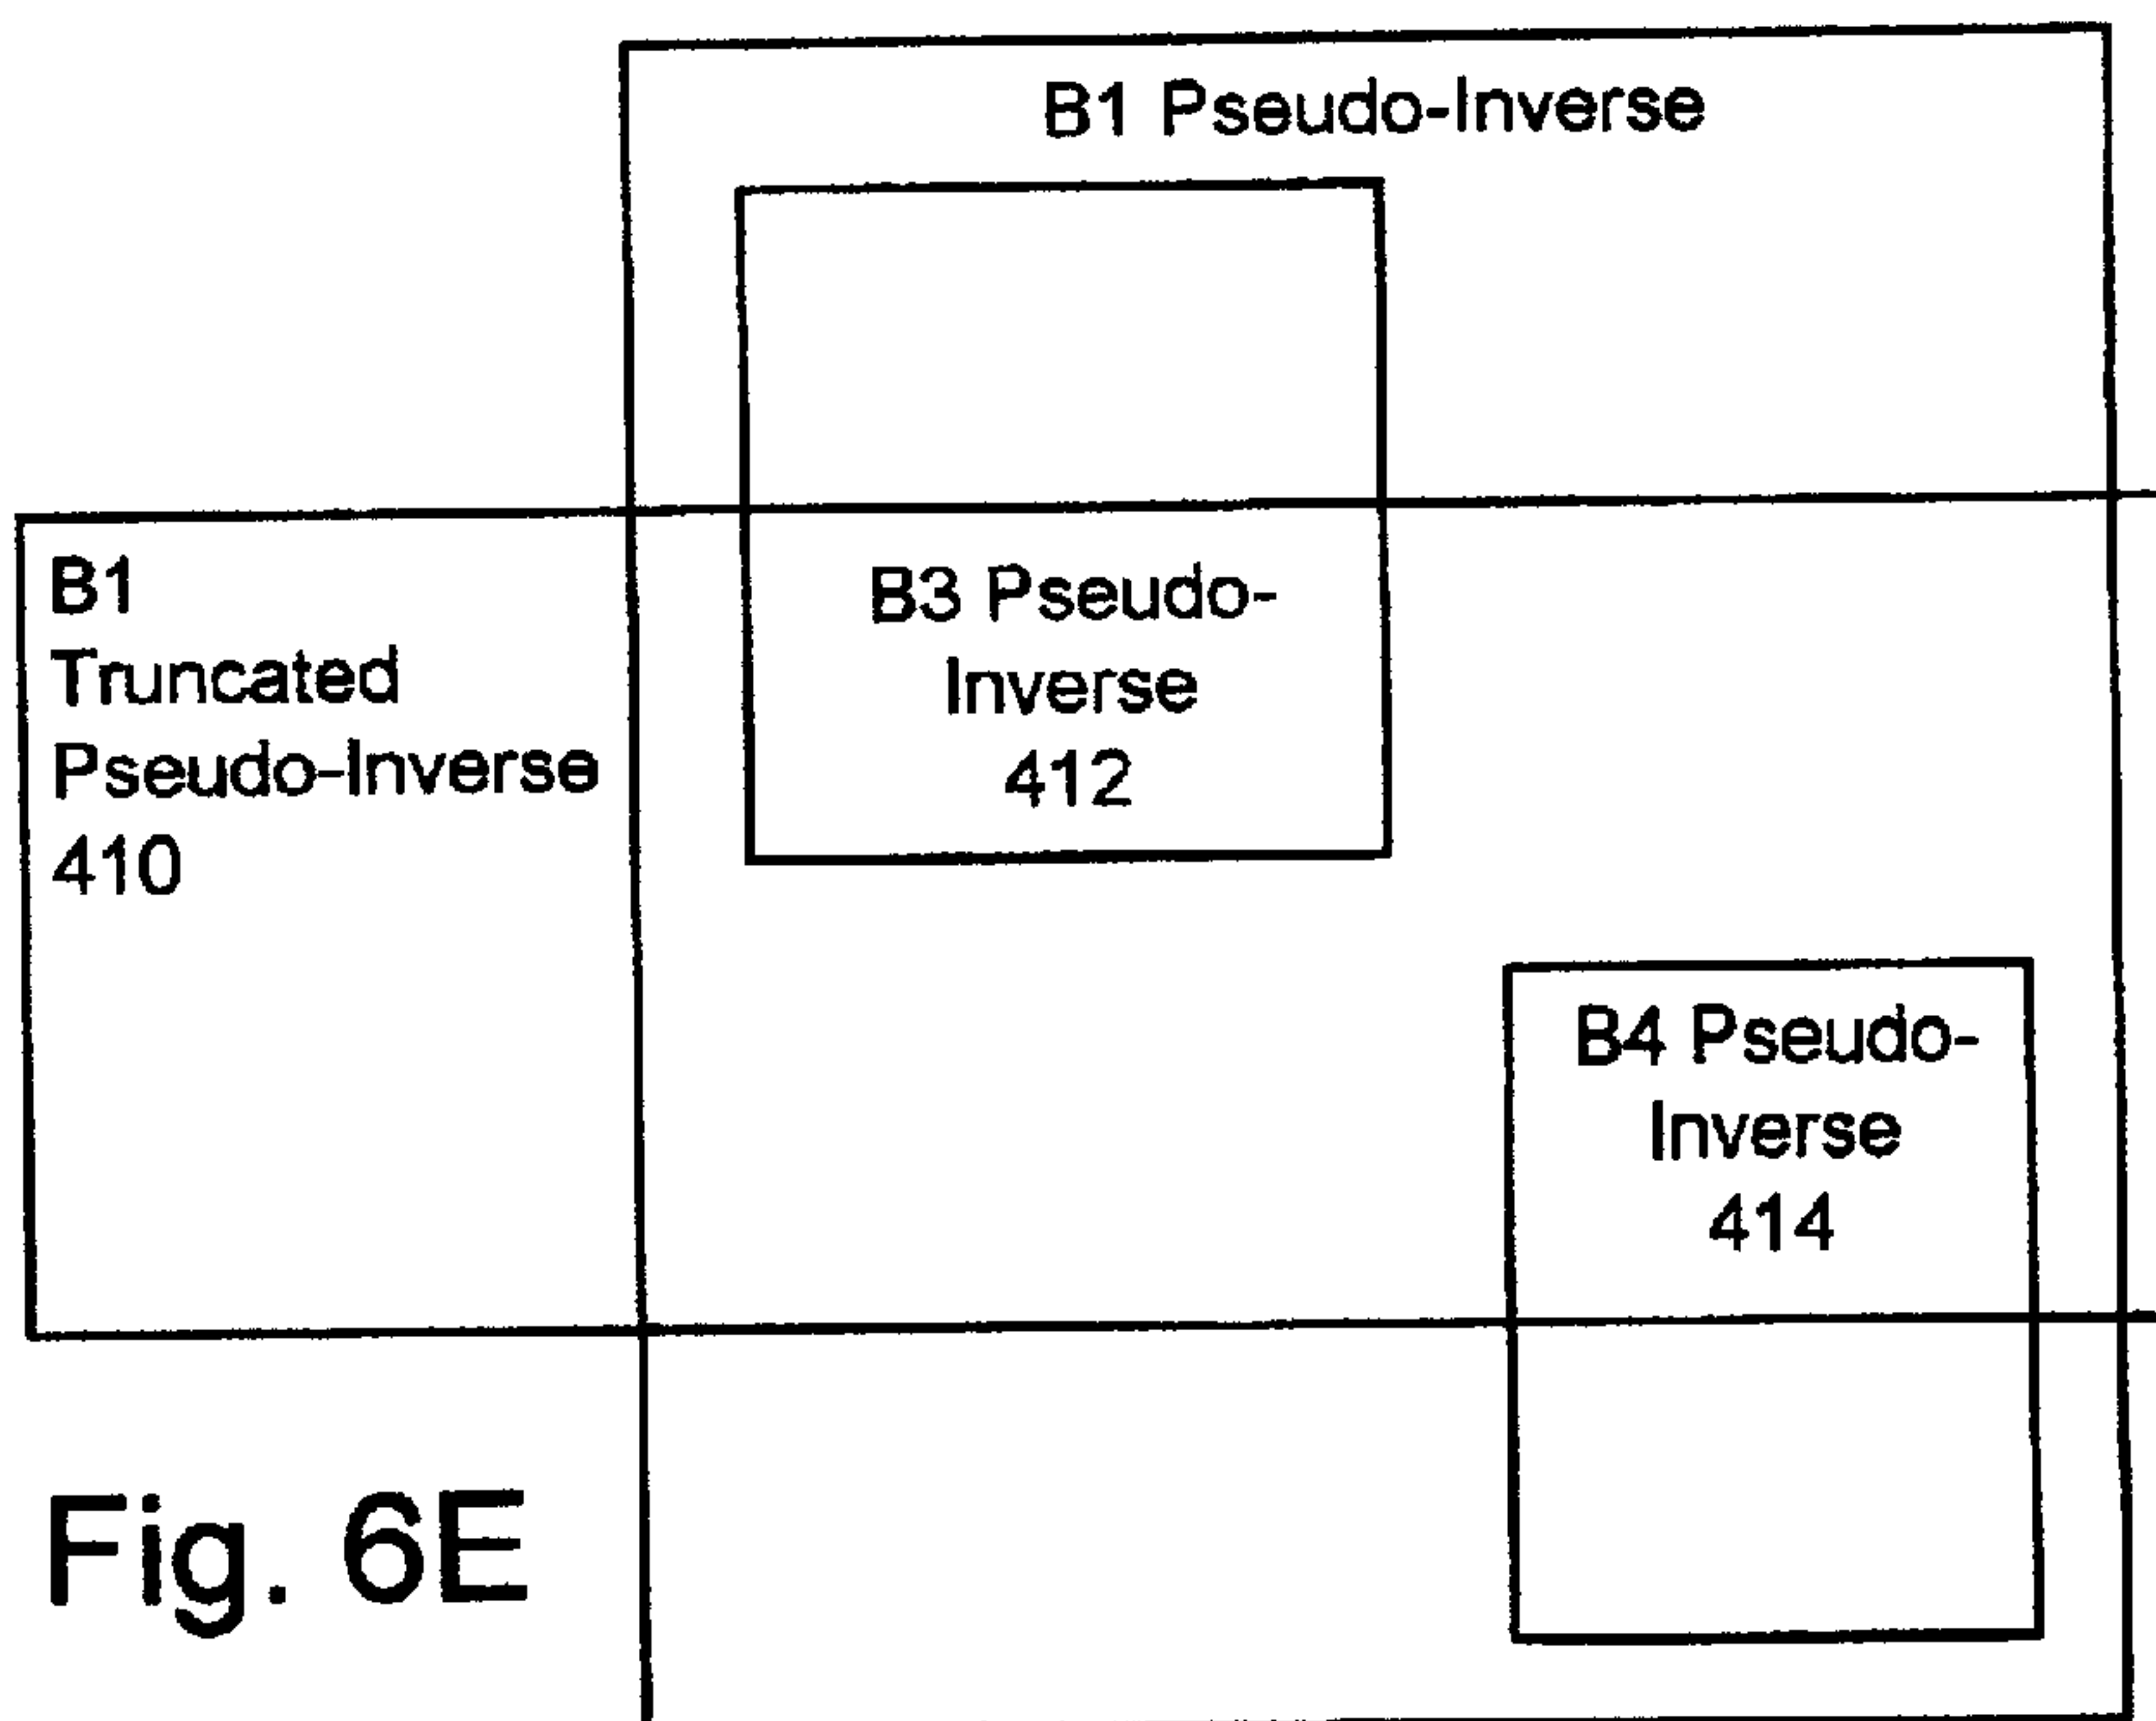 B1 Pseudo-Inverse
B1
Truncated
Pseudo-Inverse
410
B3 Pseudo-
Inverse
412
B4 Pseudo-
Inverse
414
Fig. 6E